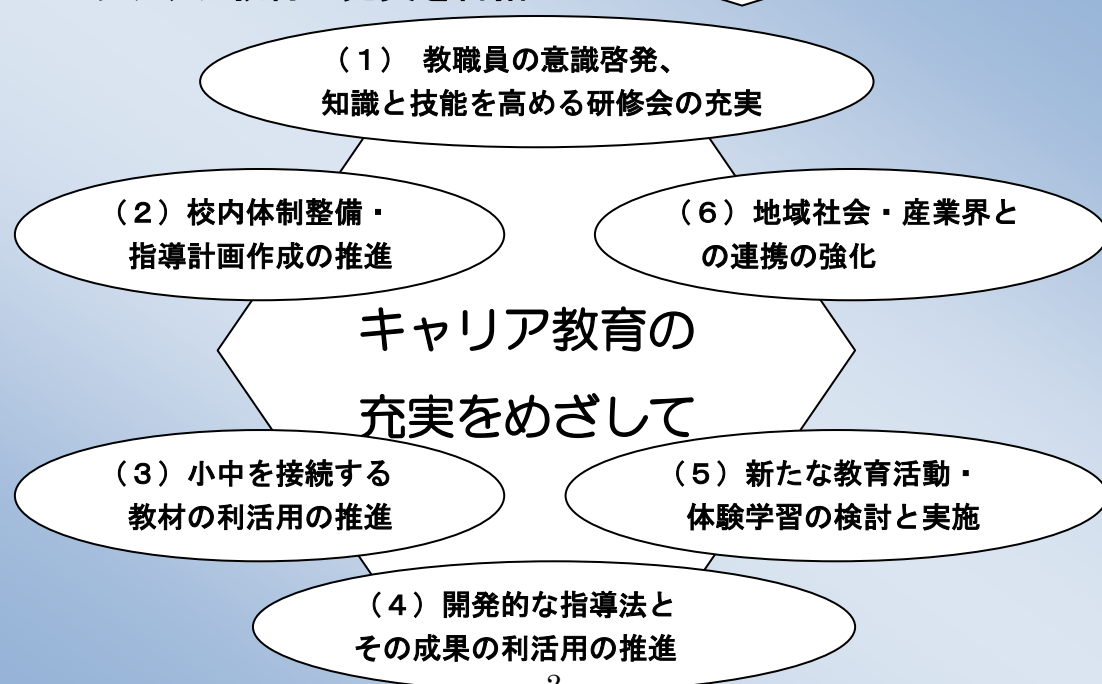 （１） 教職員の意識啓発、
知識と技能を高める研修会の充実
（２）校内体制整備・
指導計画作成の推進
（６）地域社会・産業界と
の連携の強化
キャリア教育の
充実をめざして
（３）小中を接続する
教材の利活用の推進
（５）新たな教育活動・
体験学習の検討と実施
（４）開発的な指導法と
その成果の利活用の推進